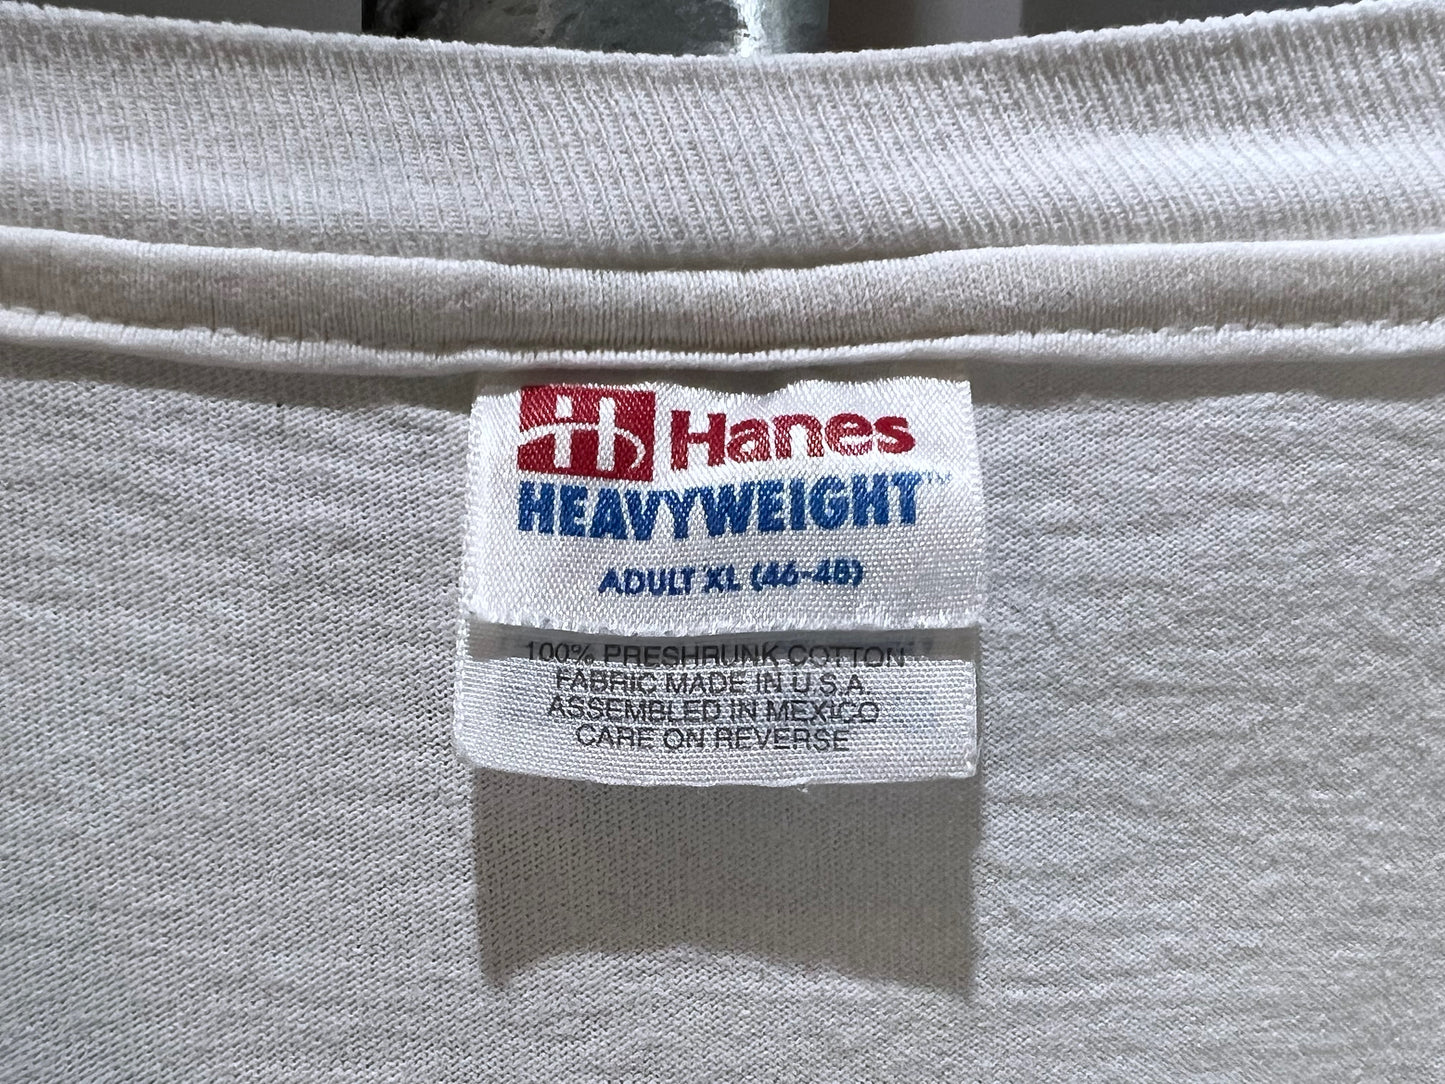 Hanes
HEAVYWEIGHT™
ADULT XL (46-48)
100% PRESHRUNK COTTON
FABRIC MADE IN U.S.A.
ASSEMBLED IN MEXICO
CARE ON REVERSE